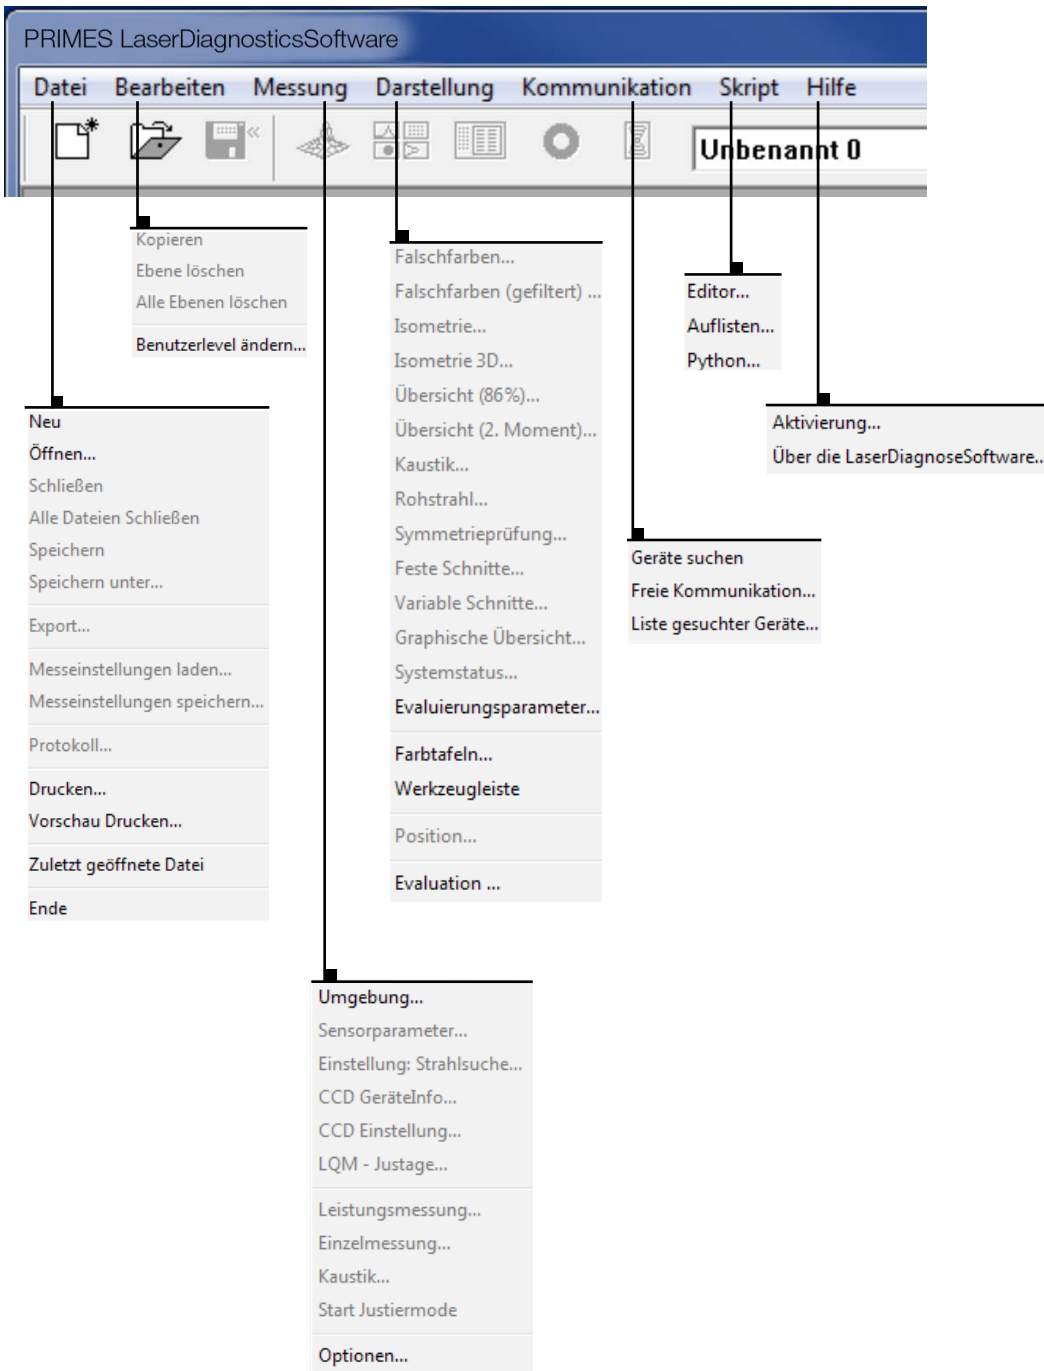 PRIMES LaserDiagnosticsSoftware
Datei Bearbeiten Messung Darstellung Kommunikation Skript Hilfe
Unbenannt 0
Kopieren
Ebene löschen
Alle Ebenen löschen
Benutzerlevel ändern...
Falschfarben...
Falschfarben (gefiltert) ...
Isometrie...
Isometrie 3D...
Übersicht (86%)...
Übersicht (2. Moment)...
Kaustik...
Rohstrahl...
Symmetrieprüfung...
Feste Schnitte...
Variable Schnitte...
Graphische Übersicht...
Systemstatus...
Evaluierungsparameter...
Farbtafeln...
Werkzeugleiste
Position...
Evaluation ...
Editor...
Auflisten...
Python...
Aktivierung...
Über die LaserDiagnoseSoftware...
Neu
Öffnen...
Schließen
Alle Dateien Schließen
Speichern
Speichern unter...
Export...
Messeinstellungen laden...
Messeinstellungen speichern...
Protokoll...
Drucken...
Vorschau Drucken...
Zuletzt geöffnete Datei
Ende
Geräte suchen
Freie Kommunikation...
Liste gesuchter Geräte...
Umgebung...
Sensorparameter...
Einstellung: Strahlsuche...
CCD GeräteInfo...
CCD Einstellung...
LQM - Justage...
Leistungsmessung...
Einzelmessung...
Kaustik...
Start Justiermode
Optionen...